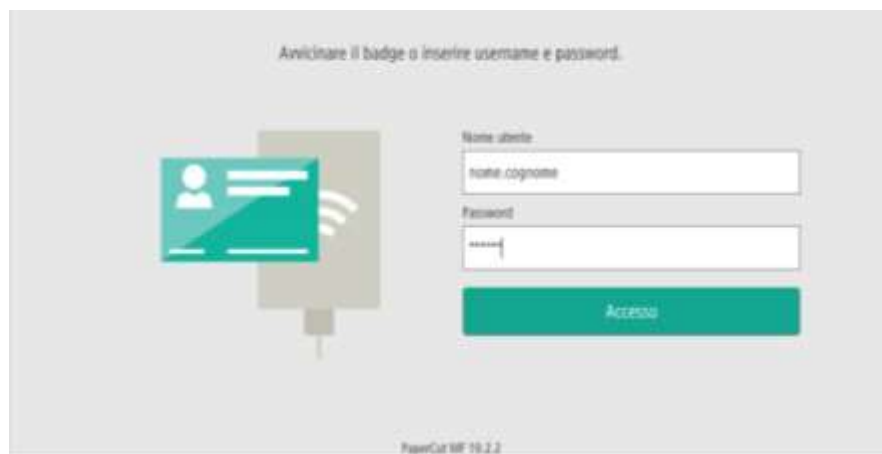 Avvicinare il badge o inserire username e password.
Nome utente
nome.cognome
Password
••••••
Accesso
PaperCut MF 19.2.2